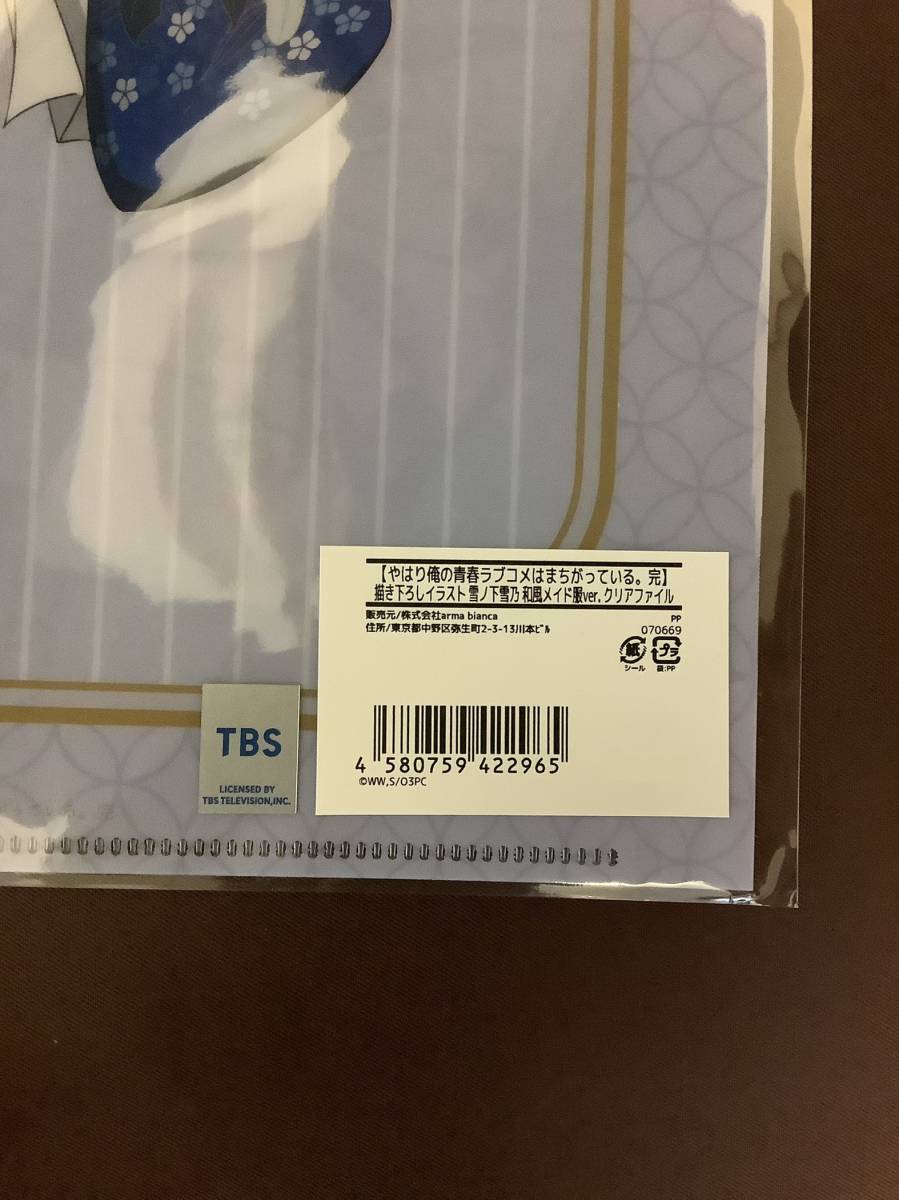 【やはり俺の青春ラブコメはまちがっている。完】
描き下ろしイラスト 雪ノ下雪乃 和風メイド服ver. クリアファイル
販売元/株式会社arma bianca
PP
住所/東京都中野区弥生町2-3-13川本ﾋﾞﾙ
070669
紙 プラ
シール 袋:PP
4 580759 422965
©WW,S/O3PC
TBS
LICENSED BY
TBS TELEVISION,INC.